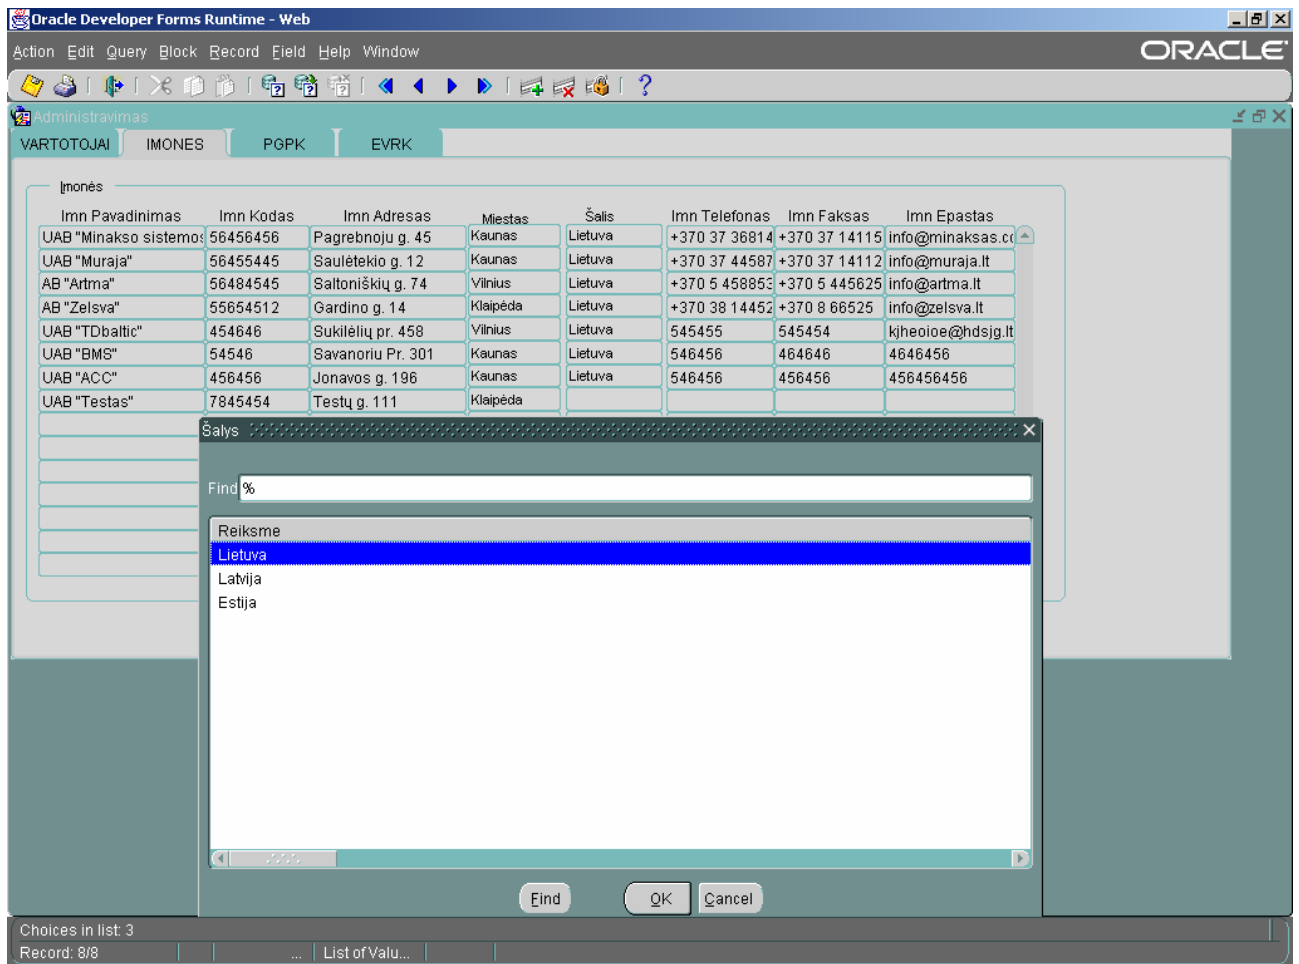 Oracle Developer Forms Runtime - Web
Action Edit Query Block Record Field Help Window ORACLE
Administravimas
VARTOTOJAI IMONES PGPK EVRK
Įmonės
Imn Pavadinimas Imn Kodas Imn Adresas Miestas Šalis Imn Telefonas Imn Faksas Imn Epastas
UAB "Minakso sistemos 56456456 Pagrebnoju g. 45 Kaunas Lietuva +370 37 36814 +370 37 14115 info@minaksas.co
UAB "Muraja" 56455445 Saulėtekio g. 12 Kaunas Lietuva +370 37 44587 +370 37 14112 info@muraja.lt
AB "Artma" 56484545 Saltoniškių g. 74 Vilnius Lietuva +370 5 458853 +370 5 445625 info@artma.lt
AB "Zelsva" 55654512 Gardino g. 14 Klaipėda Lietuva +370 38 14452 +370 8 66525 info@zelsva.lt
UAB "TDbaltic" 454646 Sukilėlių pr. 458 Vilnius Lietuva 545455 545454 kjheoioe@hdsjg.lt
UAB "BMS" 54546 Savanoriu Pr. 301 Kaunas Lietuva 546456 464646 4646456
UAB "ACC" 456456 Jonavos g. 196 Kaunas Lietuva 546456 456456 456456456
UAB "Testas" 7845454 Testų g. 111 Klaipėda
Šalys
Find %
Reiksme
Lietuva
Latvija
Estija
Find OK Cancel
Choices in list: 3
Record: 8/8 ... List of Valu...